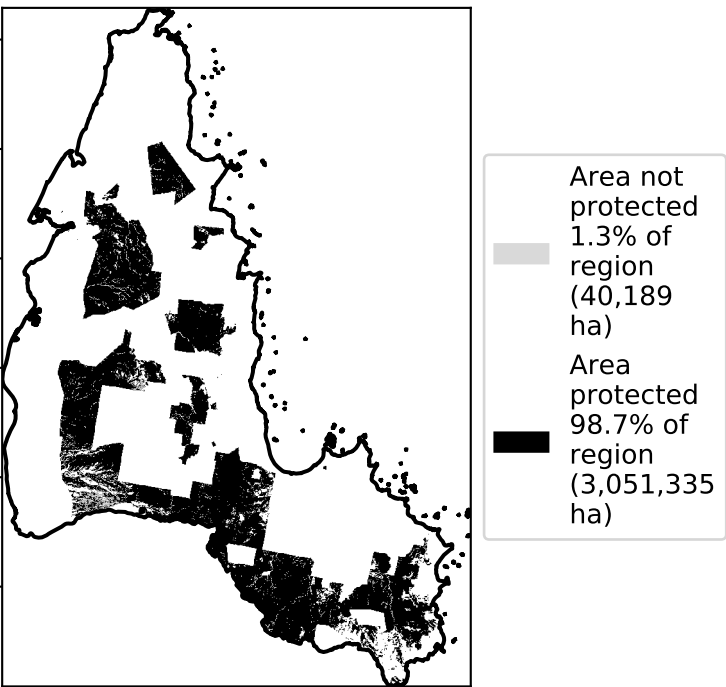 Area not
protected
1.3% of
region
(40,189
ha)
Area
protected
98.7% of
region
(3,051,335
ha)